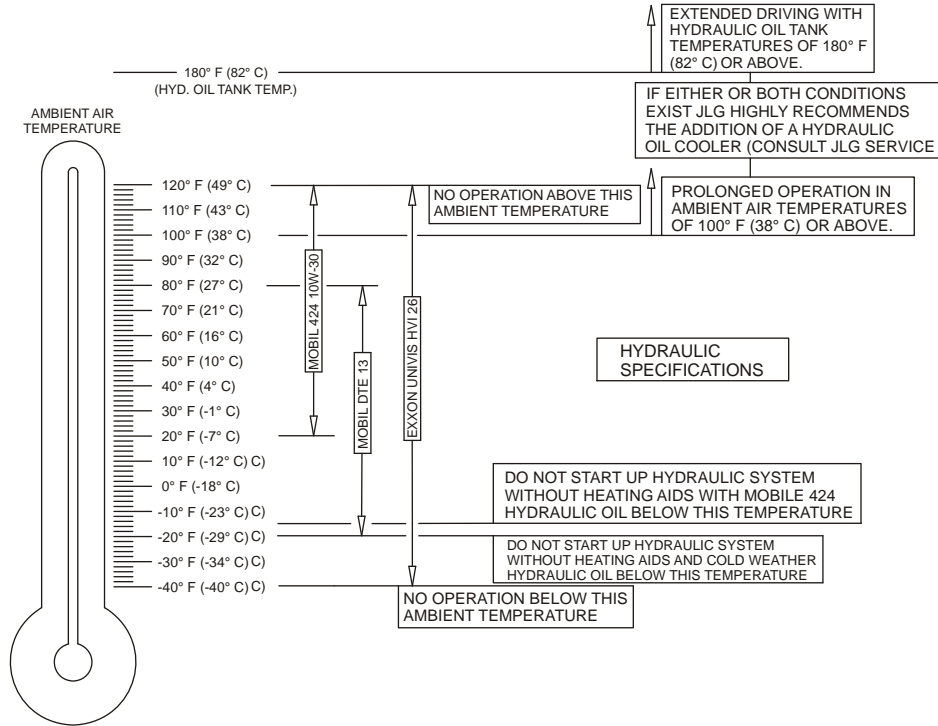 EXTENDED DRIVING WITH
HYDRAULIC OIL TANK
TEMPERATURES OF 180° F
(82° C) OR ABOVE.
180° F (82° C)
(HYD. OIL TANK TEMP.)
IF EITHER OR BOTH CONDITIONS
EXIST JLG HIGHLY RECOMMENDS
THE ADDITION OF A HYDRAULIC
OIL COOLER (CONSULT JLG SERVICE
AMBIENT AIR
TEMPERATURE
120° F (49° C)
110° F (43° C)
100° F (38° C)
90° F (32° C)
80° F (27° C)
70° F (21° C)
60° F (16° C)
50° F (10° C)
40° F (4° C)
30° F (-1° C)
20° F (-7° C)
10° F (-12° C) C)
0° F (-18° C)
-10° F (-23° C) C)
-20° F (-29° C) C)
-30° F (-34° C) C)
-40° F (-40° C) C)
MOBIL 424 10W-30
MOBIL DTE 13
EXXON UNIVIS HVI 26
NO OPERATION ABOVE THIS
AMBIENT TEMPERATURE
PROLONGED OPERATION IN
AMBIENT AIR TEMPERATURES
OF 100° F (38° C) OR ABOVE.
HYDRAULIC
SPECIFICATIONS
DO NOT START UP HYDRAULIC SYSTEM
WITHOUT HEATING AIDS WITH MOBILE 424
HYDRAULIC OIL BELOW THIS TEMPERATURE
DO NOT START UP HYDRAULIC SYSTEM
WITHOUT HEATING AIDS AND COLD WEATHER
HYDRAULIC OIL BELOW THIS TEMPERATURE
NO OPERATION BELOW THIS
AMBIENT TEMPERATURE